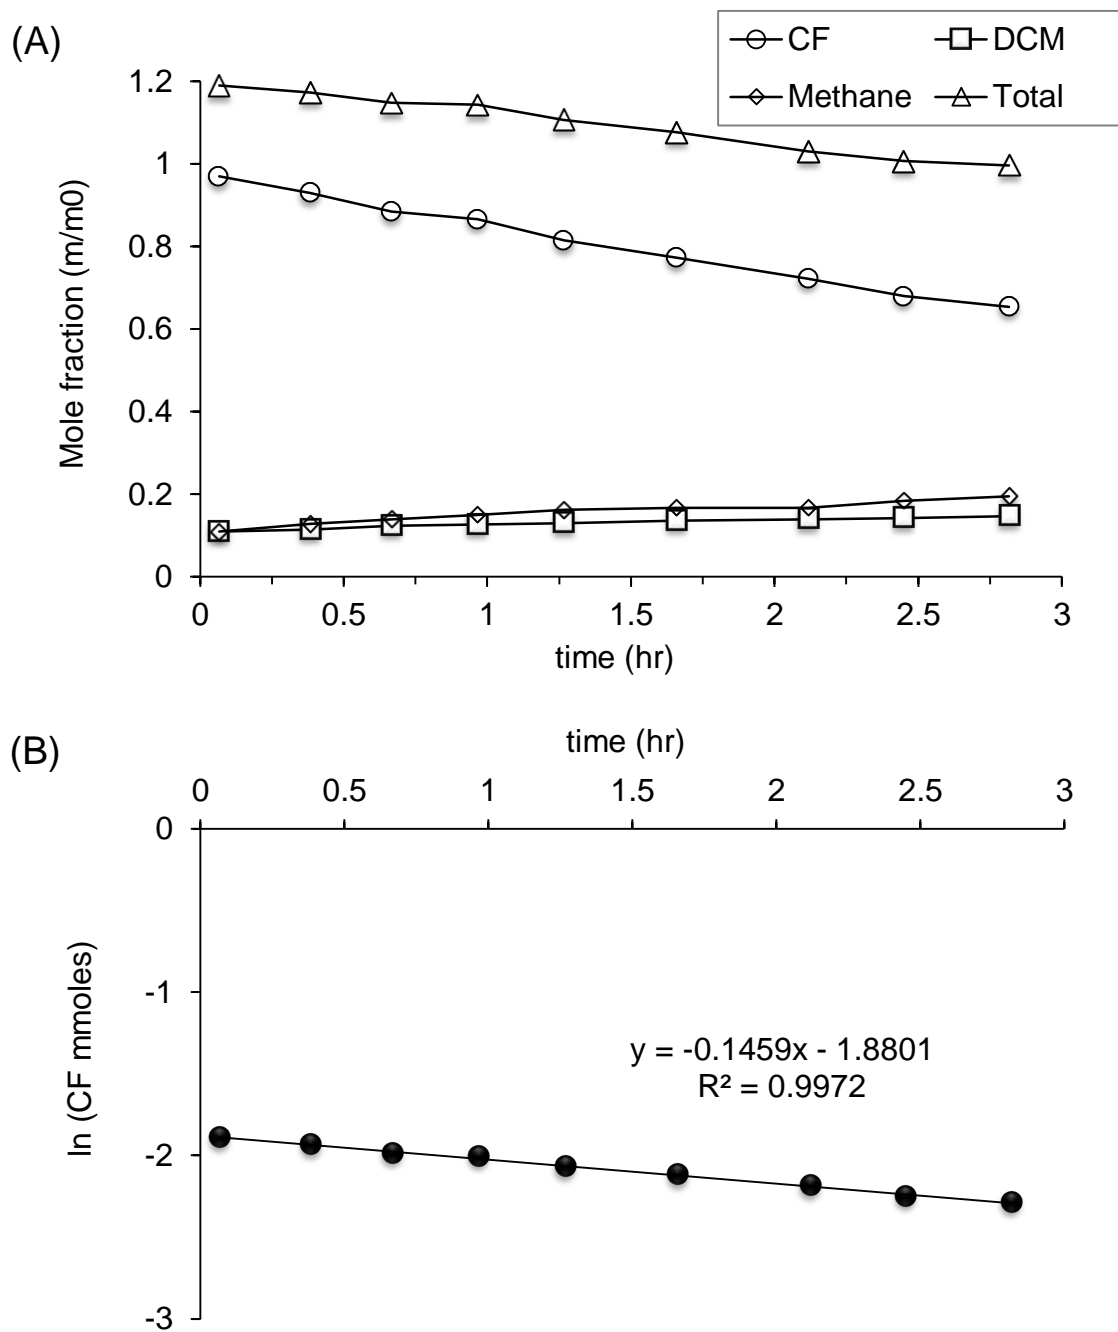 (A)
CF
DCM
Methane
Total
1.2
1
0.8
0.6
0.4
0.2
0
Mole fraction (m/m0)
0 0.5 1 1.5 2 2.5 3
time (hr)
(B)
time (hr)
0 0.5 1 1.5 2 2.5 3
0
-1
-2
-3
ln (CF mmoles)
y = -0.1459x - 1.8801
R² = 0.9972